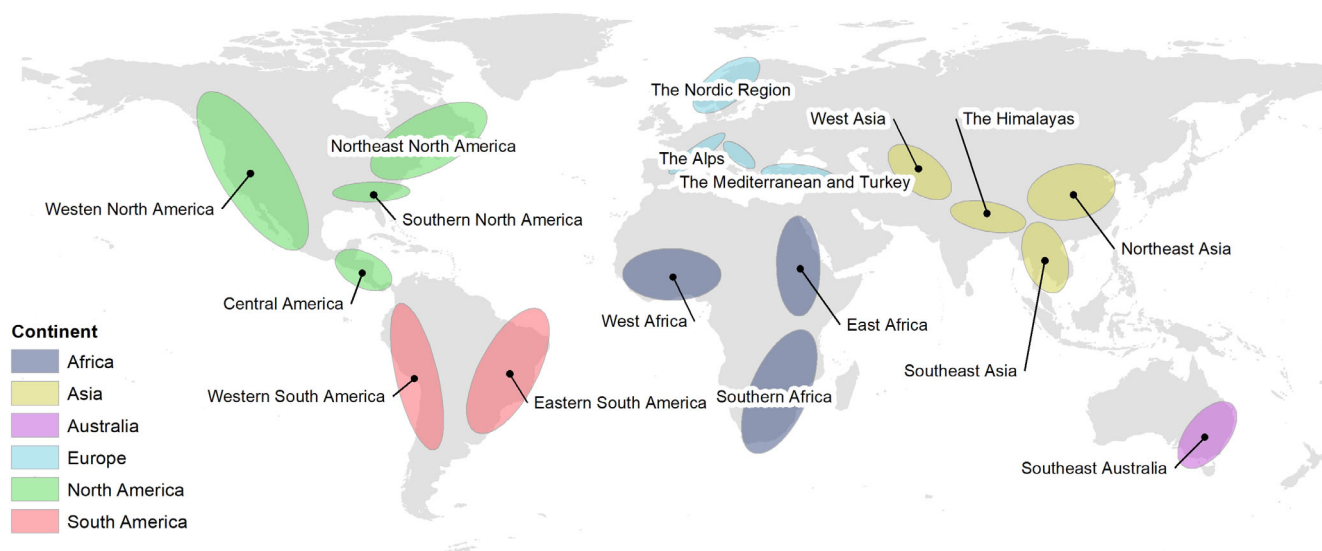 The Nordic Region
West Asia
The Himalayas
Northeast North America
The Alps
The Mediterranean and Turkey
Westen North America
Southern North America
Northeast Asia
Central America
West Africa
East Africa
Southeast Asia
Western South America
Eastern South America
Southern Africa
Southeast Australia
Continent
Africa
Asia
Australia
Europe
North America
South America